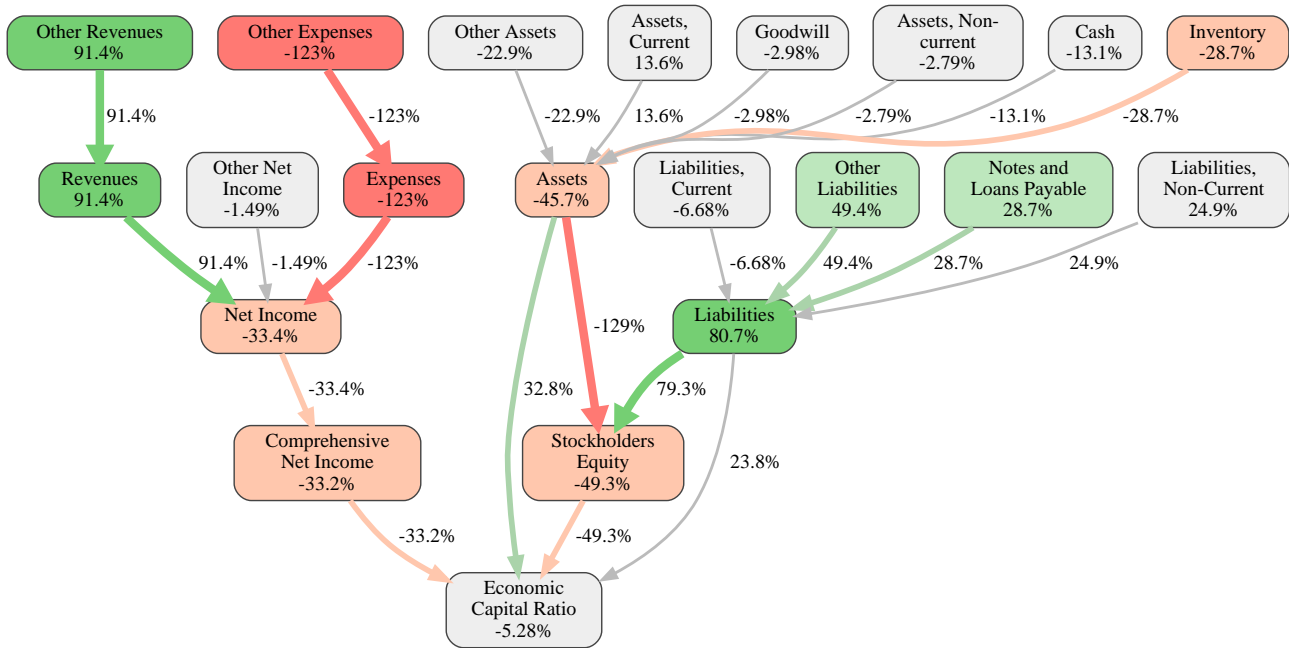 Other Revenues
91.4%
Other Expenses
-123%
Other Assets
-22.9%
Assets,
Current
13.6%
Goodwill
-2.98%
Assets, Non-
current
-2.79%
Cash
-13.1%
Inventory
-28.7%
91.4%
-123%
-22.9%
13.6%
-2.98%
-2.79%
-13.1%
-28.7%
Revenues
91.4%
Other Net
Income
-1.49%
Expenses
-123%
Assets
-45.7%
Liabilities,
Current
-6.68%
Other
Liabilities
49.4%
Notes and
Loans Payable
28.7%
Liabilities,
Non-Current
24.9%
91.4%
-1.49%
-123%
-6.68%
49.4%
28.7%
24.9%
Net Income
-33.4%
-129%
Liabilities
80.7%
-33.4%
32.8%
79.3%
Comprehensive
Net Income
-33.2%
Stockholders
Equity
-49.3%
23.8%
-33.2%
-49.3%
Economic
Capital Ratio
-5.28%